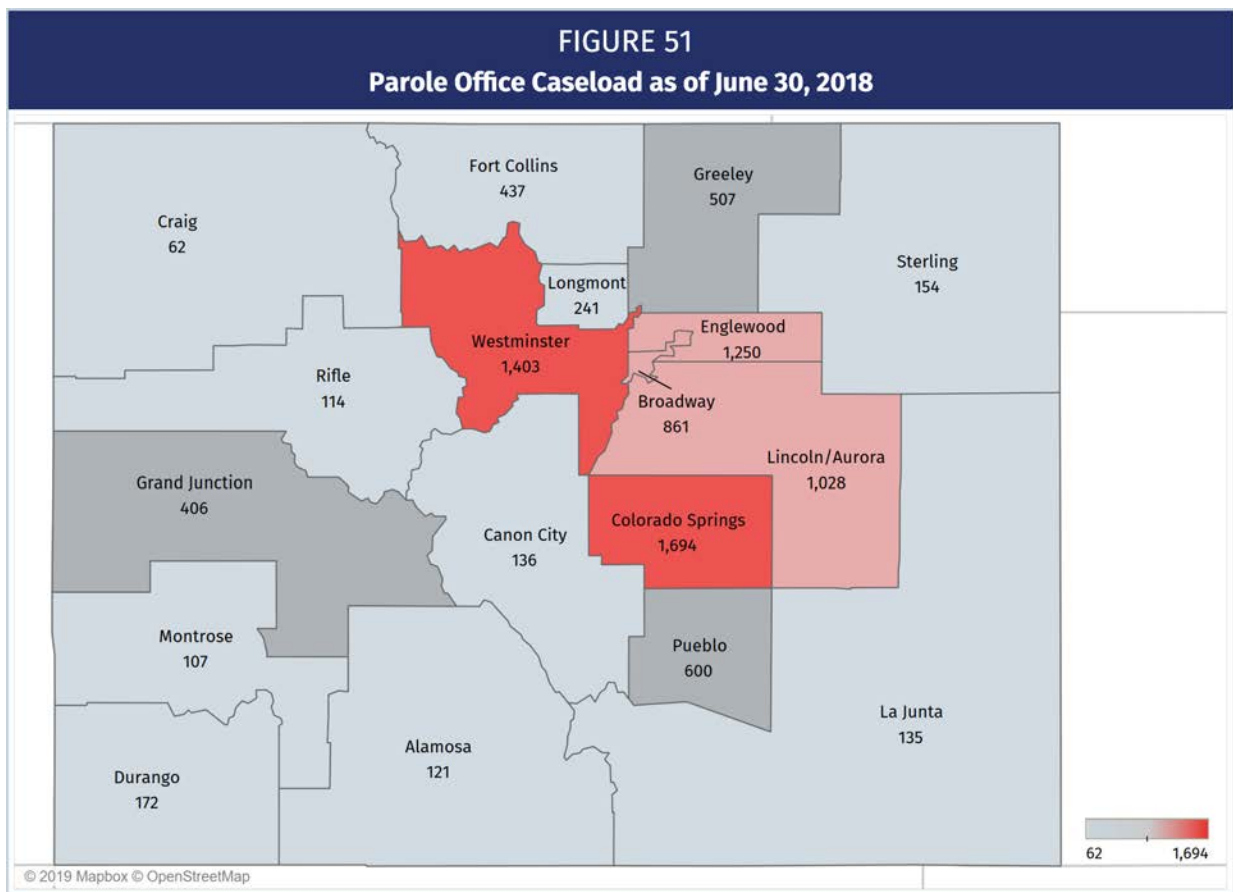 FIGURE 51
Parole Office Caseload as of June 30, 2018
Fort Collins
437
Greeley
507
Craig
62
Sterling
154
Longmont
241
Englewood
1,250
Westminster
1,403
Rifle
114
Broadway
861
Lincoln/Aurora
1,028
Grand Junction
406
Colorado Springs
1,694
Canon City
136
Montrose
107
Pueblo
600
La Junta
135
Alamosa
121
Durango
172
62
1,694
© 2019 Mapbox © OpenStreetMap